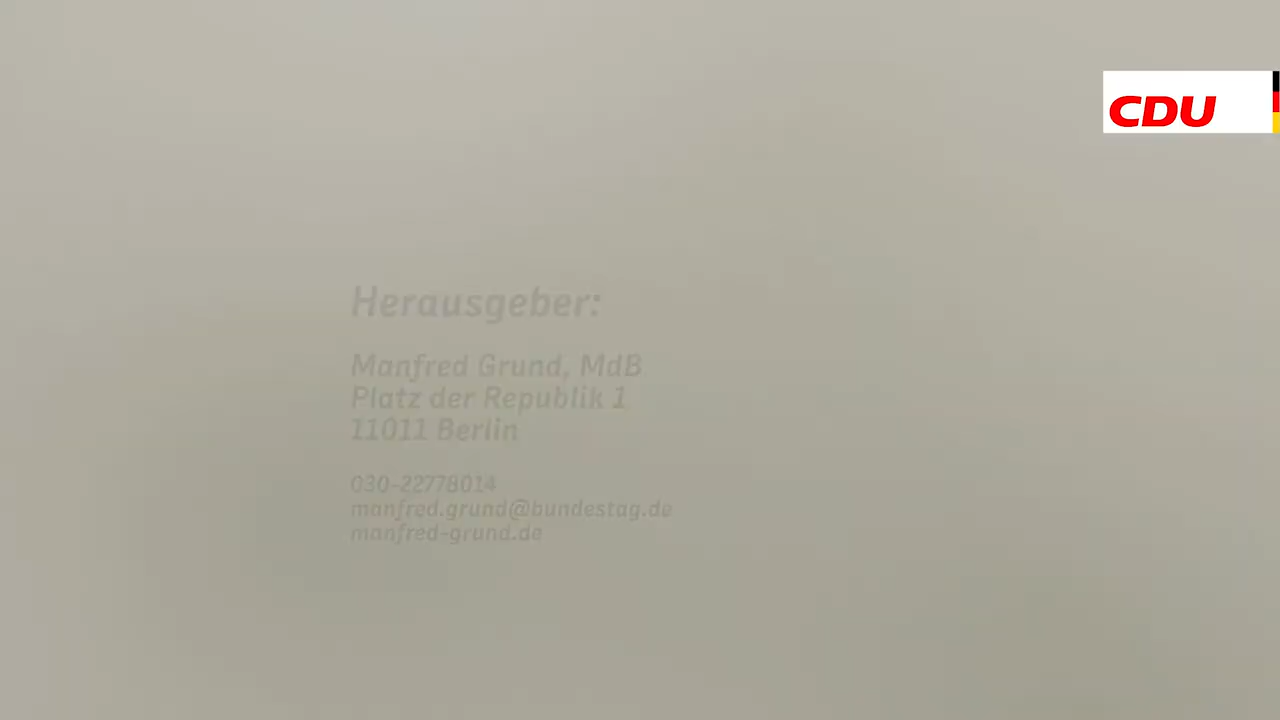 CDU
Herausgeber:
Manfred Grund, MdB
Platz der Republik 1
11011 Berlin
030-22778014
manfred.grund@bundestag.de
manfred-grund.de